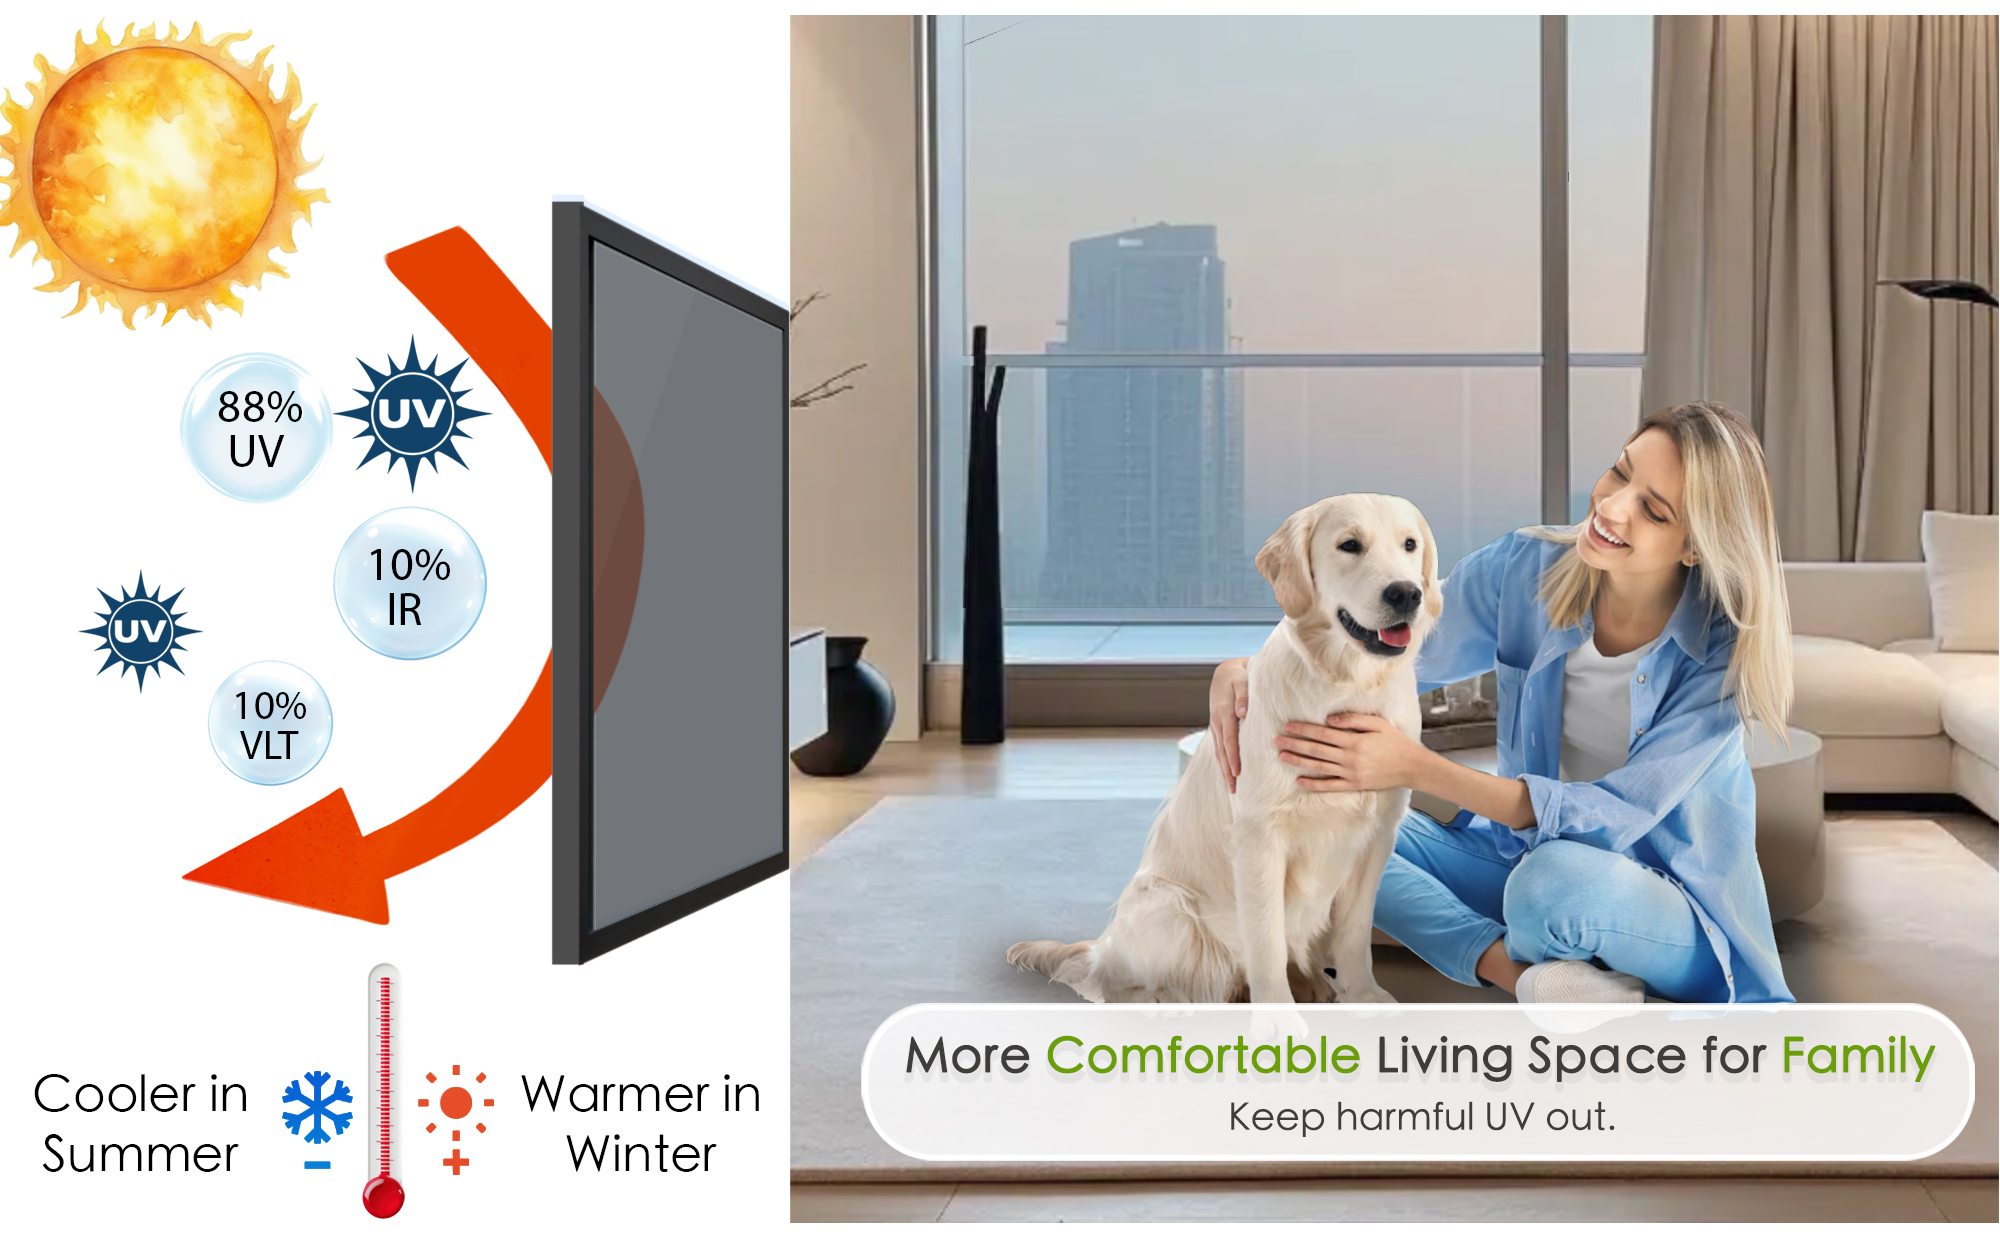 88%
UV
UV
10%
IR
UV
10%
VLT
Cooler in
Summer
Warmer in
Winter
More Comfortable Living Space for Family
Keep harmful UV out.